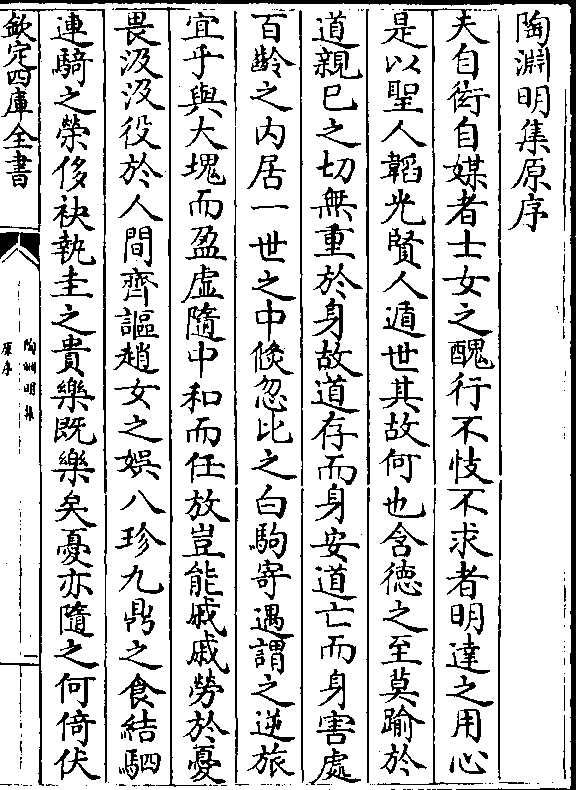 陶淵明集原序
夫自衒自媒者士女之醜行不忮不求者明達之用心
是以聖人韜光賢人遁世其故何也含德之至莫踰於
道親己之切無重於身故道存而身安道亡而身害處
百齡之内居一世之中倐忽比之白駒寄遇謂之逆旅
宜乎與大塊而盈虚隨中和而任放豈能戚戚勞於憂
畏汲汲役於人間齊謳趙女之娯八珍九鼎之食結駟
連騎之榮侈袂執圭之貴樂既樂矣憂亦隨之何倚伏
欽定四庫全書
陶淵明集
原序
一